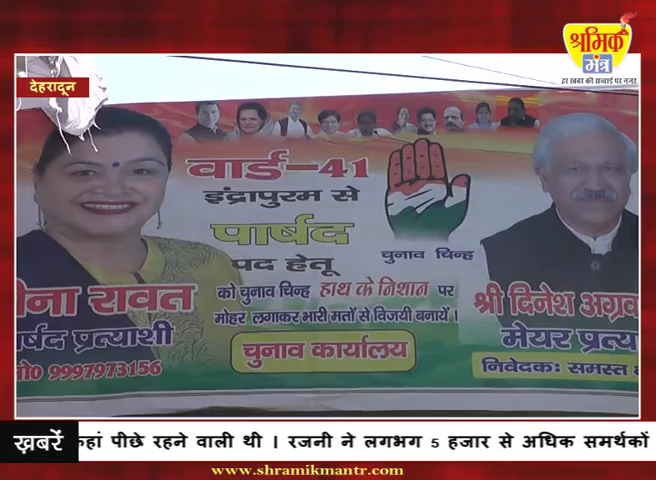 श्रमिक
मंत्र
हर खबर की सच्चाई पर नजर
देहरादून
वार्ड-41
इंद्रापुरम से
पार्षद
पद हेतू
चुनाव चिन्ह
को चुनाव चिन्ह हाथ के निशान पर
मोहर लगाकर भारी मतों से विजयी बनायें।
चुनाव कार्यालय
ीना रावत
र्षद प्रत्याशी
मो0 9997973156
श्री दिनेश अग्रव
मेयर प्रत्य
निवेदकः समस्त
ख़बरें
कहां पीछे रहने वाली थी । रजनी ने लगभग 5 हजार से अधिक समर्थकों
www.shramikmantr.com